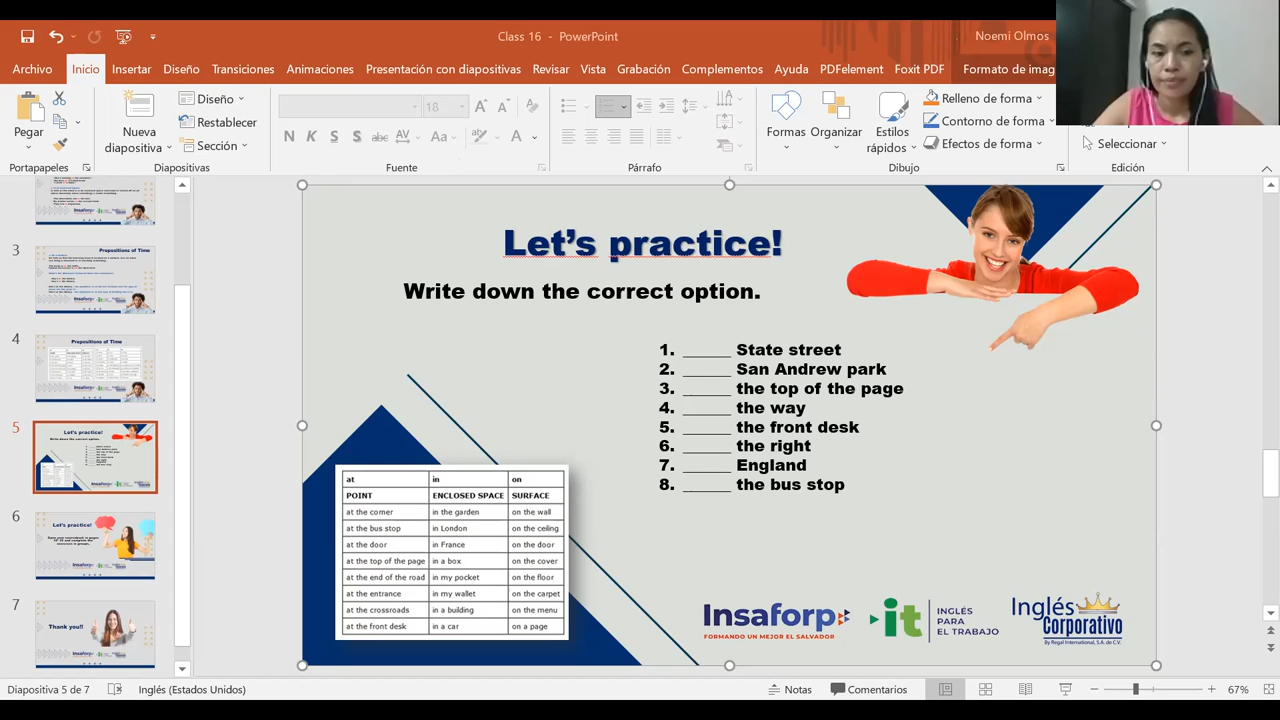 Class 16 - PowerPoint
Noemi Olmos
Archivo Inicio Insertar Diseño Transiciones Animaciones Presentación con diapositivas Revisar Vista Grabación Complementos Ayuda PDFelement Foxit PDF Formato de imag
Pegar
Nueva diapositiva
Diseño
Restablecer
Sección
18
N K S S abc AV Aa A
Formas
Organizar
Estilos rápidos
Relleno de forma
Contorno de forma
Efectos de forma
Seleccionar
Portapapeles Diapositivas Fuente Párrafo Dibujo Edición
3
Prepositions of Time
4
Prepositions of Time
5
Let's practice!
6
Let's practice!
7
Thank you!!
Let's practice!
Write down the correct option.
1. _____ State street
2. _____ San Andrew park
3. _____ the top of the page
4. _____ the way
5. _____ the front desk
6. _____ the right
7. _____ England
8. _____ the bus stop
at in on
POINT ENCLOSED SPACE SURFACE
at the corner in the garden on the wall
at the bus stop in London on the ceiling
at the door in France on the door
at the top of the page in a box on the cover
at the end of the road in my pocket on the floor
at the entrance in my wallet on the carpet
at the crossroads in a building on the menu
at the front desk in a car on a page
Insaforp
FORMANDO UN MEJOR EL SALVADOR
it INGLÉS PARA EL TRABAJO
Inglés Corporativo
By Regal International, S.A. de C.V.
Diapositiva 5 de 7 Inglés (Estados Unidos) Notas Comentarios 67%